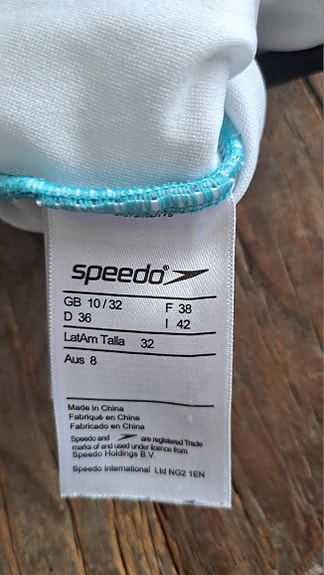 speedo
GB 10/32 F 38
D 36 I 42
LatAm Talla 32
Aus 8
Made in China
Fabriqué en China
Fabricado en China
Speedo and are registered Trade
marks of and used under licence from
Speedo Holdings B.V.
Speedo International Ltd NG2 1EN